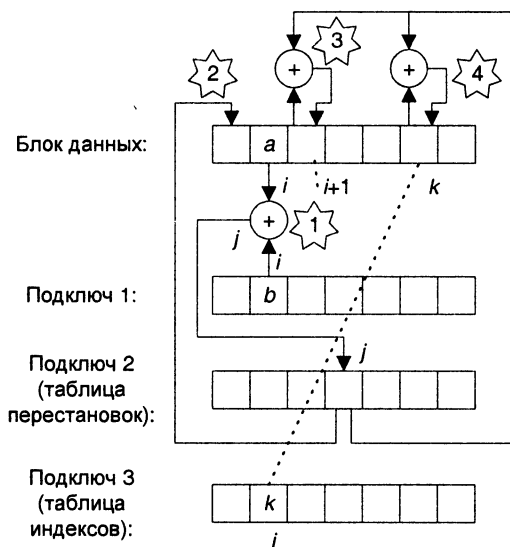 3
2
4
+
+
Блок данных:
a
i
i+1
k
j
+
1
i
Подключ 1:
b
Подключ 2
(таблица
перестановок):
j
Подключ 3
(таблица
индексов):
k
i